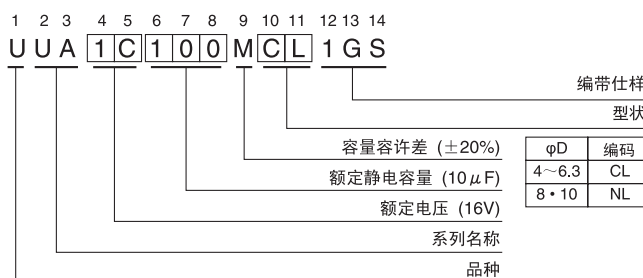 1 2 3 4 5 6 7 8 9 10 11 12 13 14
U U A 1 C 1 0 0 M C L 1 G S
编带仕样
型状
容量容许差 (±20%)
额定静电容量 (10μF)
额定电压 (16V)
系列名称
品种
φD 编码
4～6.3 CL
8・10 NL